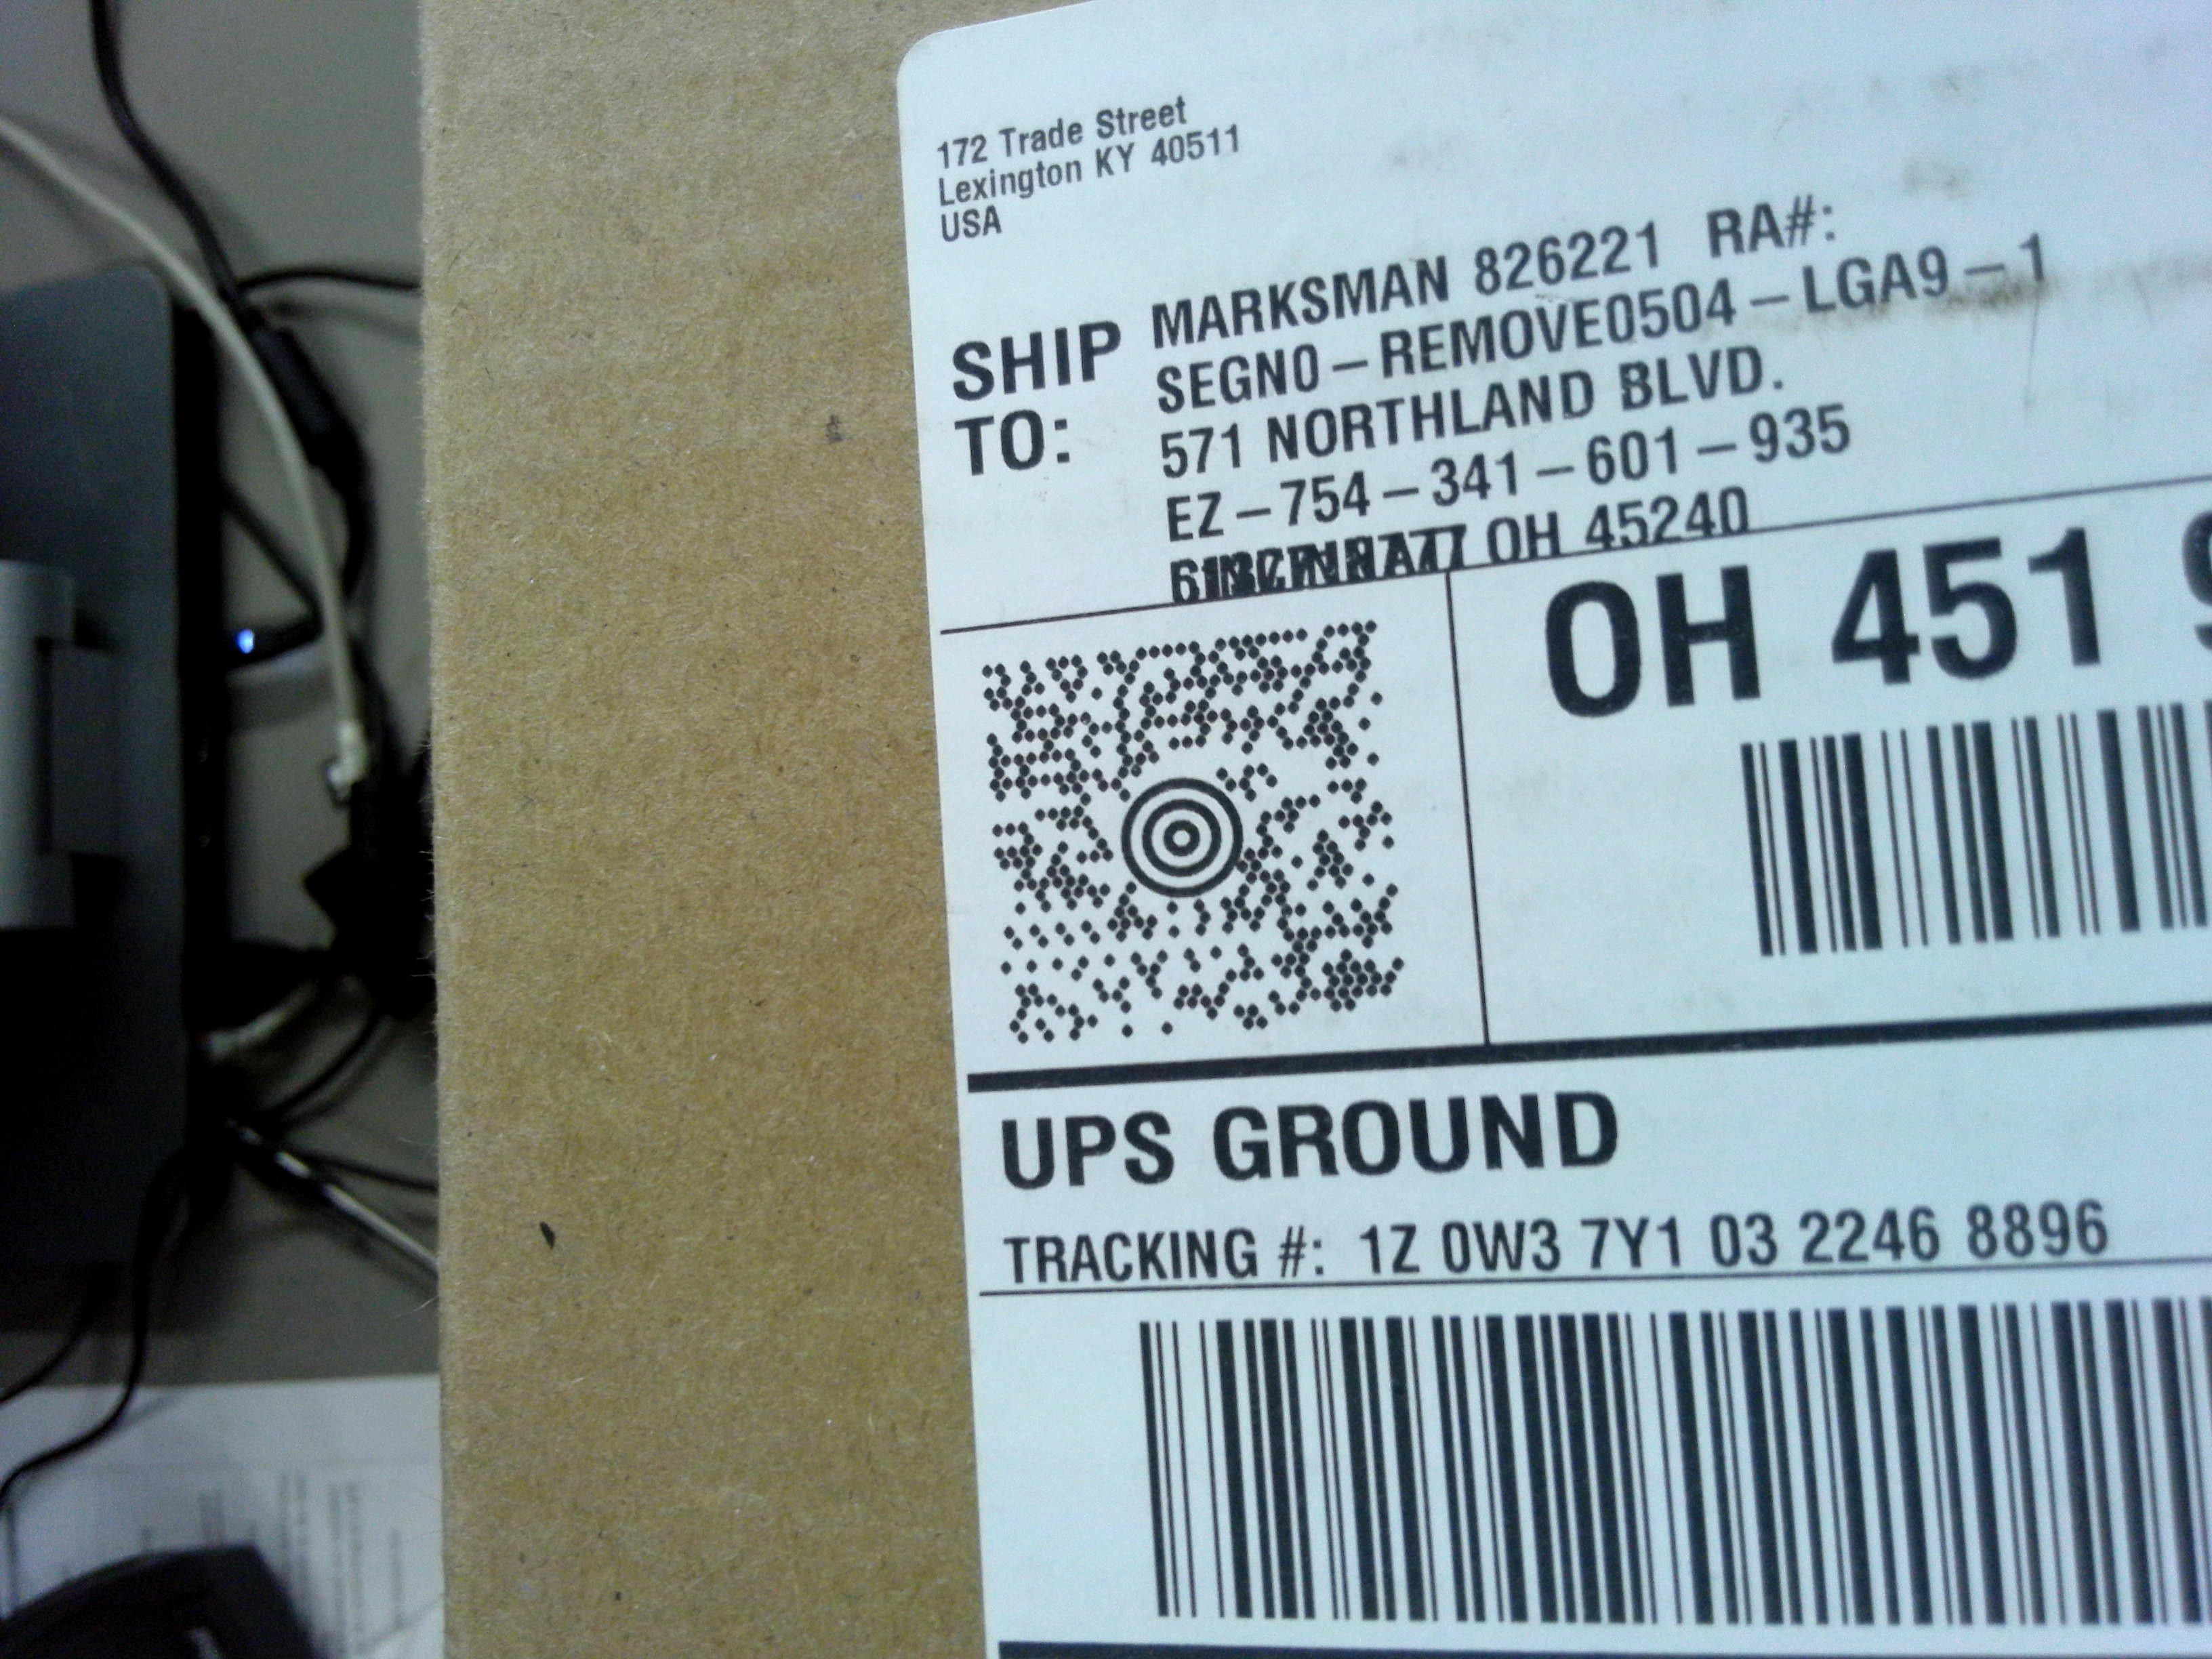 172 Trade Street
Lexington KY 40511
USA
SHIP TO:
MARKSMAN 826221 RA#:
SEGN0-REMOVE0504-LGA9-1
571 NORTHLAND BLVD.
EZ-754-341-601-935
OH 45240
OH 451
UPS GROUND
TRACKING #: 1Z 0W3 7Y1 03 2246 8896